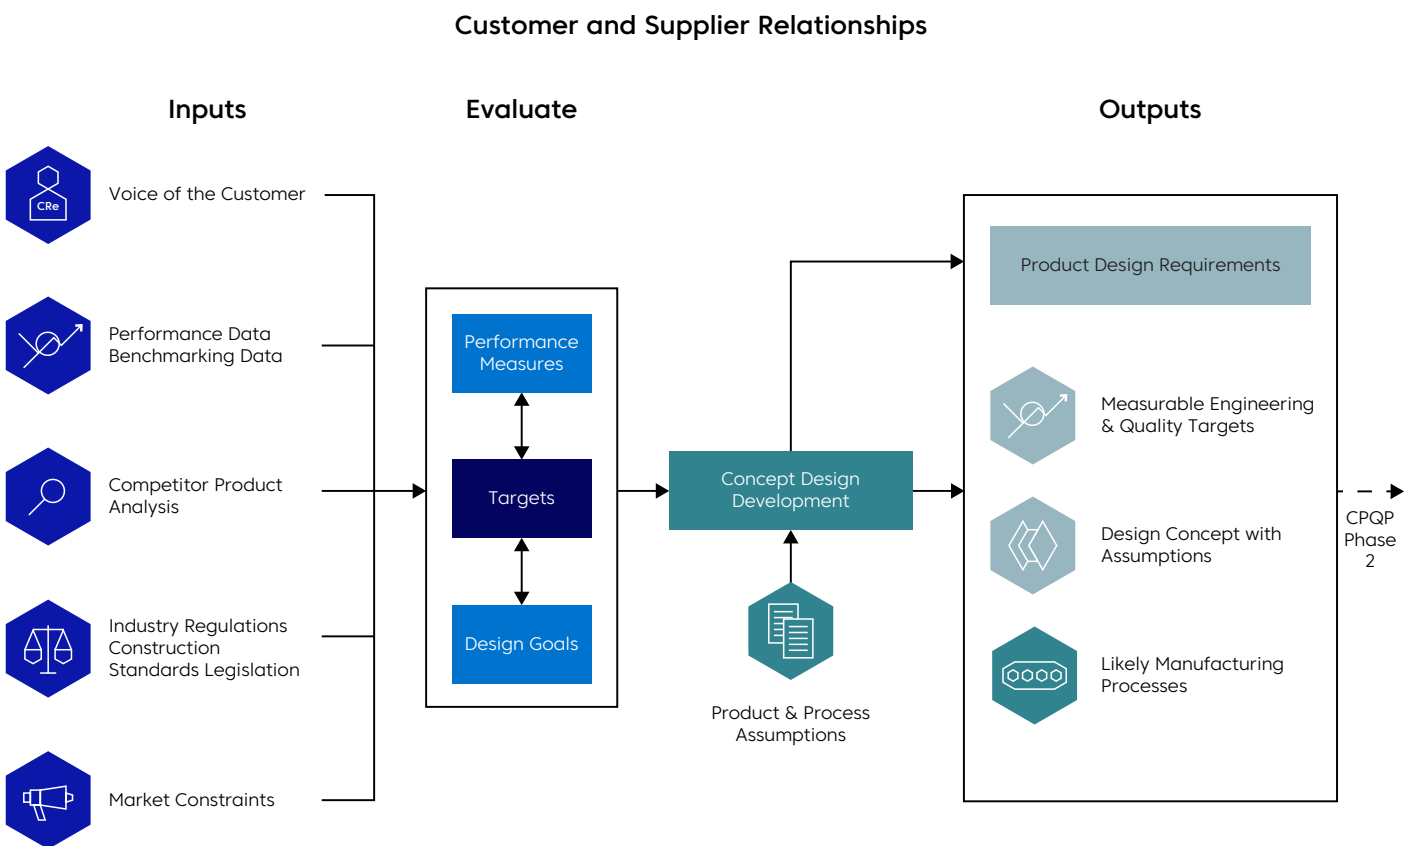 Customer and Supplier Relationships
Inputs
Evaluate
Outputs
CRe
Voice of the Customer
Performance Data
Benchmarking Data
Competitor Product
Analysis
Industry Regulations
Construction
Standards Legislation
Market Constraints
Performance
Measures
Targets
Design Goals
Concept Design
Development
Product & Process
Assumptions
Product Design Requirements
Measurable Engineering
& Quality Targets
Design Concept with
Assumptions
Likely Manufacturing
Processes
CPQP
Phase
2